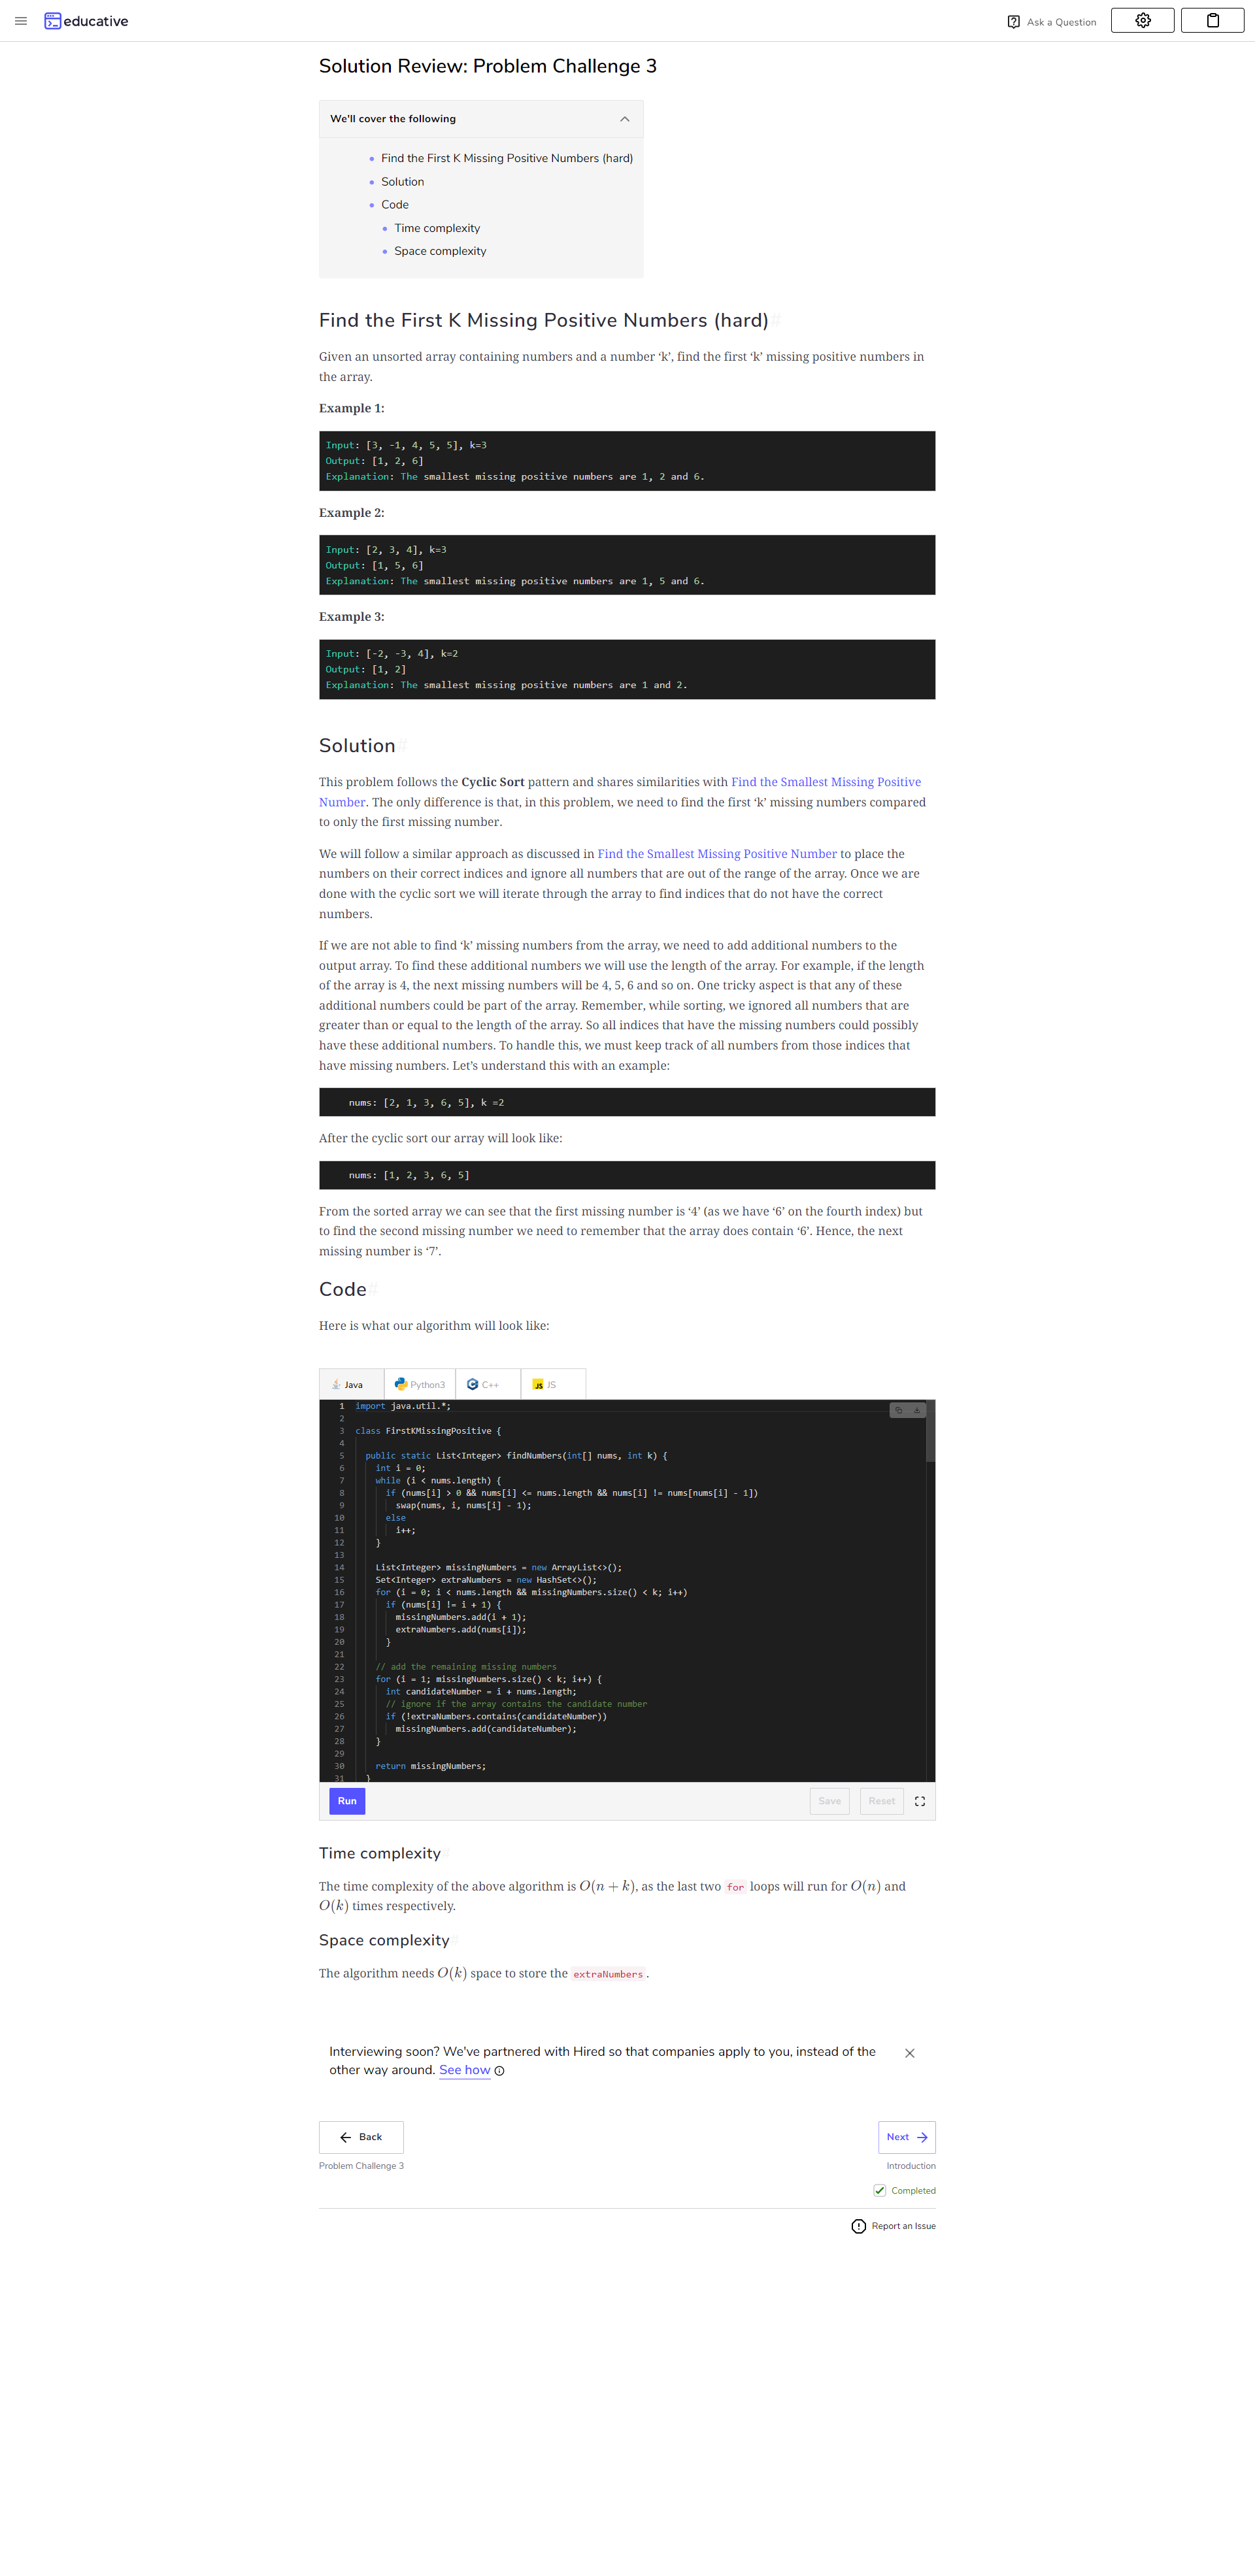 educative
Ask a Question
Solution Review: Problem Challenge 3
We'll cover the following
Find the First K Missing Positive Numbers (hard)
Solution
Code
Time complexity
Space complexity
Find the First K Missing Positive Numbers (hard)#
Given an unsorted array containing numbers and a number ‘k’, find the first ‘k’ missing positive numbers in
the array.
Example 1:
Input: [3, -1, 4, 5, 5], k=3
Output: [1, 2, 6]
Explanation: The smallest missing positive numbers are 1, 2 and 6.
Example 2:
Input: [2, 3, 4], k=3
Output: [1, 5, 6]
Explanation: The smallest missing positive numbers are 1, 5 and 6.
Example 3:
Input: [-2, -3, 4], k=2
Output: [1, 2]
Explanation: The smallest missing positive numbers are 1 and 2.
Solution#
This problem follows the Cyclic Sort pattern and shares similarities with Find the Smallest Missing Positive
Number. The only difference is that, in this problem, we need to find the first ‘k’ missing numbers compared
to only the first missing number.
We will follow a similar approach as discussed in Find the Smallest Missing Positive Number to place the
numbers on their correct indices and ignore all numbers that are out of the range of the array. Once we are
done with the cyclic sort we will iterate through the array to find indices that do not have the correct
numbers.
If we are not able to find ‘k’ missing numbers from the array, we need to add additional numbers to the
output array. To find these additional numbers we will use the length of the array. For example, if the length
of the array is 4, the next missing numbers will be 4, 5, 6 and so on. One tricky aspect is that any of these
additional numbers could be part of the array. Remember, while sorting, we ignored all numbers that are
greater than or equal to the length of the array. So all indices that have the missing numbers could possibly
have these additional numbers. To handle this, we must keep track of all numbers from those indices that
have missing numbers. Let’s understand this with an example:
nums: [2, 1, 3, 6, 5], k =2
After the cyclic sort our array will look like:
nums: [1, 2, 3, 6, 5]
From the sorted array we can see that the first missing number is ‘4’ (as we have ‘6’ on the fourth index) but
to find the second missing number we need to remember that the array does contain ‘6’. Hence, the next
missing number is ‘7’.
Code#
Here is what our algorithm will look like:
Java Python3 C++ JS
1 import java.util.*;
2
3 class FirstKMissingPositive {
4
5 public static List<Integer> findNumbers(int[] nums, int k) {
6 int i = 0;
7 while (i < nums.length) {
8 if (nums[i] > 0 && nums[i] <= nums.length && nums[i] != nums[nums[i] - 1])
9 swap(nums, i, nums[i] - 1);
10 else
11 i++;
12 }
13
14 List<Integer> missingNumbers = new ArrayList<>();
15 Set<Integer> extraNumbers = new HashSet<>();
16 for (i = 0; i < nums.length && missingNumbers.size() < k; i++)
17 if (nums[i] != i + 1) {
18 missingNumbers.add(i + 1);
19 extraNumbers.add(nums[i]);
20 }
21
22 // add the remaining missing numbers
23 for (i = 1; missingNumbers.size() < k; i++) {
24 int candidateNumber = i + nums.length;
25 // ignore if the array contains the candidate number
26 if (!extraNumbers.contains(candidateNumber))
27 missingNumbers.add(candidateNumber);
28 }
29
30 return missingNumbers;
31 }
Run Save Reset
Time complexity#
The time complexity of the above algorithm is O(n + k), as the last two for loops will run for O(n) and
O(k) times respectively.
Space complexity#
The algorithm needs O(k) space to store the extraNumbers.
Interviewing soon? We've partnered with Hired so that companies apply to you, instead of the
other way around. See how
Back Next
Problem Challenge 3 Introduction
Completed
Report an Issue